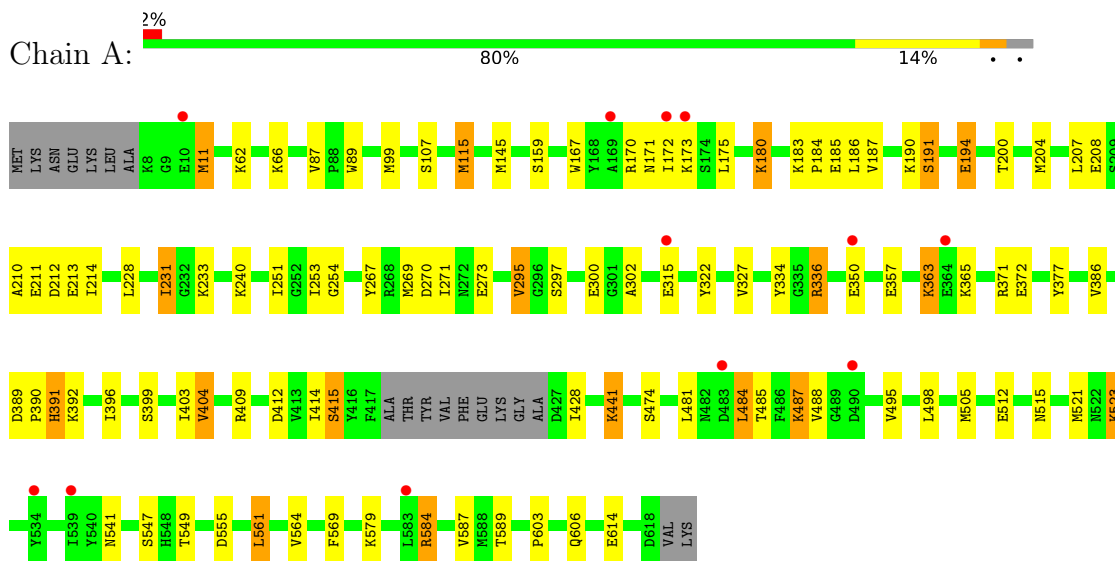 2%
Chain A:
80% 14% • •
MET LYS ASN GLU LYS LEU ALA K8 G9 E10 M11 K62 K66 V87 P88 W89 M99 S107 M115 M145 S159 W167 Y168 A169 R170 N171 I172 K173 S174 L175 K180 K183 P184 E185 L186 V187 K190 S191 E194 T200 M204 L207 E208 S209
A210 E211 D212 E213 I214 L228 I231 G232 K233 K240 I251 G252 I253 G254 Y267 R268 M269 D270 I271 N272 E273 V295 G296 S297 E300 G301 A302 E315 Y322 V327 Y334 G335 R336 E350 E357 K363 E364 K365 R371 E372 Y377 V386
D389 P390 H391 K392 I396 S399 I403 V404 R409 D412 V413 I414 S415 Y416 F417 ALA THR TYR VAL PHE GLU LYS GLY ALA D427 I428 K441 S474 L481 N482 D483 L484 T485 F486 K487 V488 G489 D490 V495 L498 M505 E512 N515 M521 N522 K523
Y534 I539 Y540 N541 S547 H548 T549 D555 L561 V564 F569 K579 L583 R584 V587 M588 T589 P603 Q606 E614 D618 VAL LYS